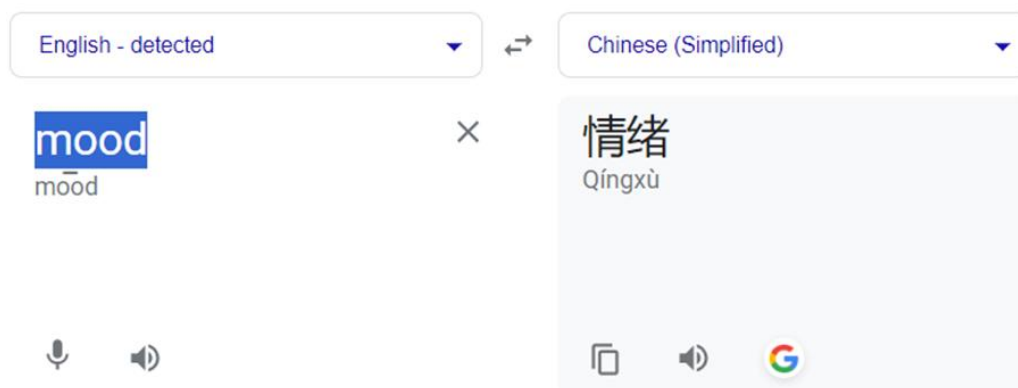 English - detected
Chinese (Simplified)
mood
mo͞od
情绪
Qíngxù